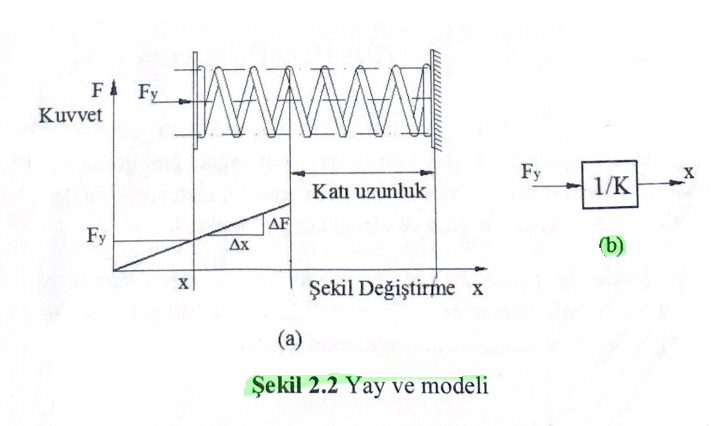 F
Kuvvet
Fy
Katı uzunluk
Fy
ΔF
Δx
x
Şekil Değiştirme x
(a)
Fy
1/K
x
(b)
Şekil 2.2 Yay ve modeli